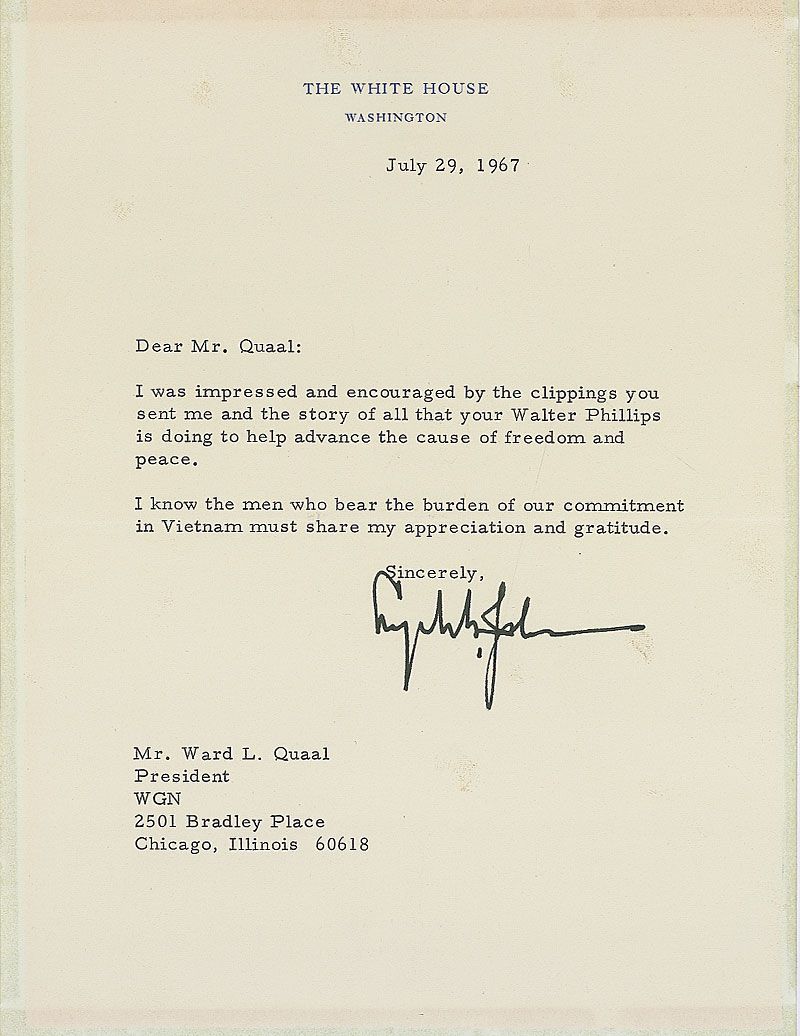 THE WHITE HOUSE
WASHINGTON
July 29, 1967
Dear Mr. Quaal:
I was impressed and encouraged by the clippings you
sent me and the story of all that your Walter Phillips
is doing to help advance the cause of freedom and
peace.
I know the men who bear the burden of our commitment
in Vietnam must share my appreciation and gratitude.
Sincerely,
Mr. Ward L. Quaal
President
WGN
2501 Bradley Place
Chicago, Illinois 60618